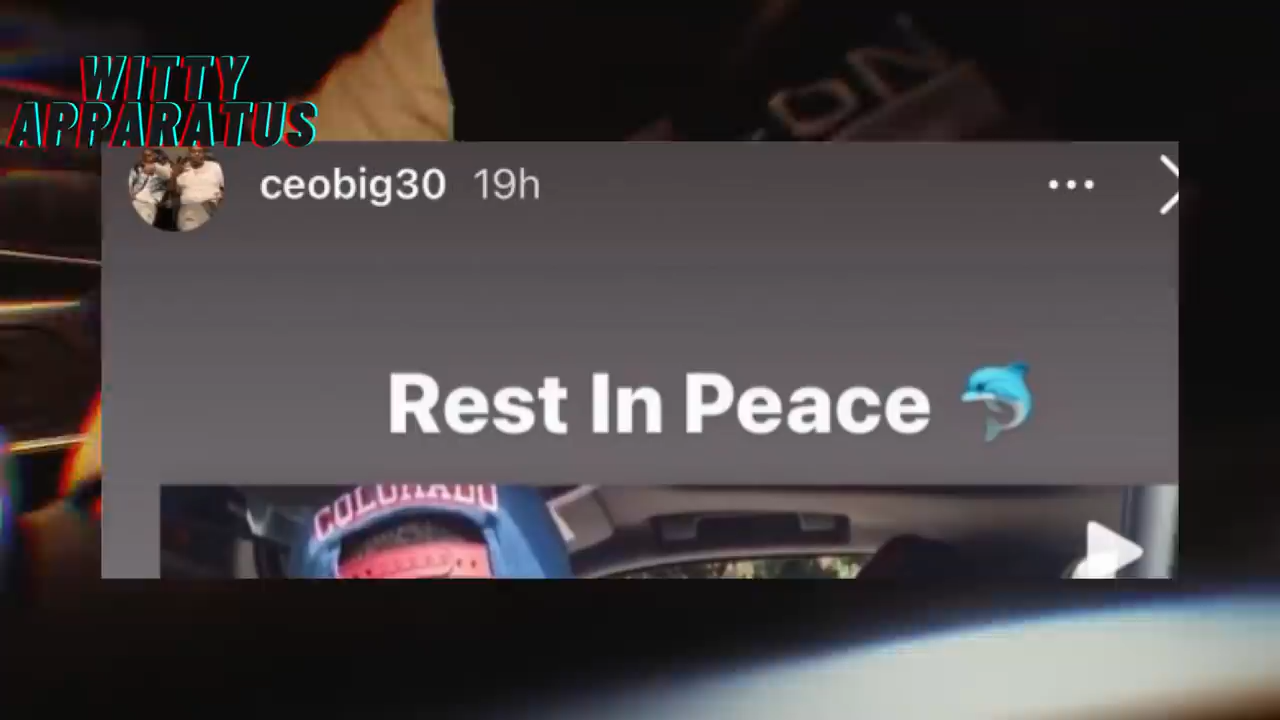 WITTY
APPARATUS
ceobig30 19h
Rest In Peace 🐬
COLORADO